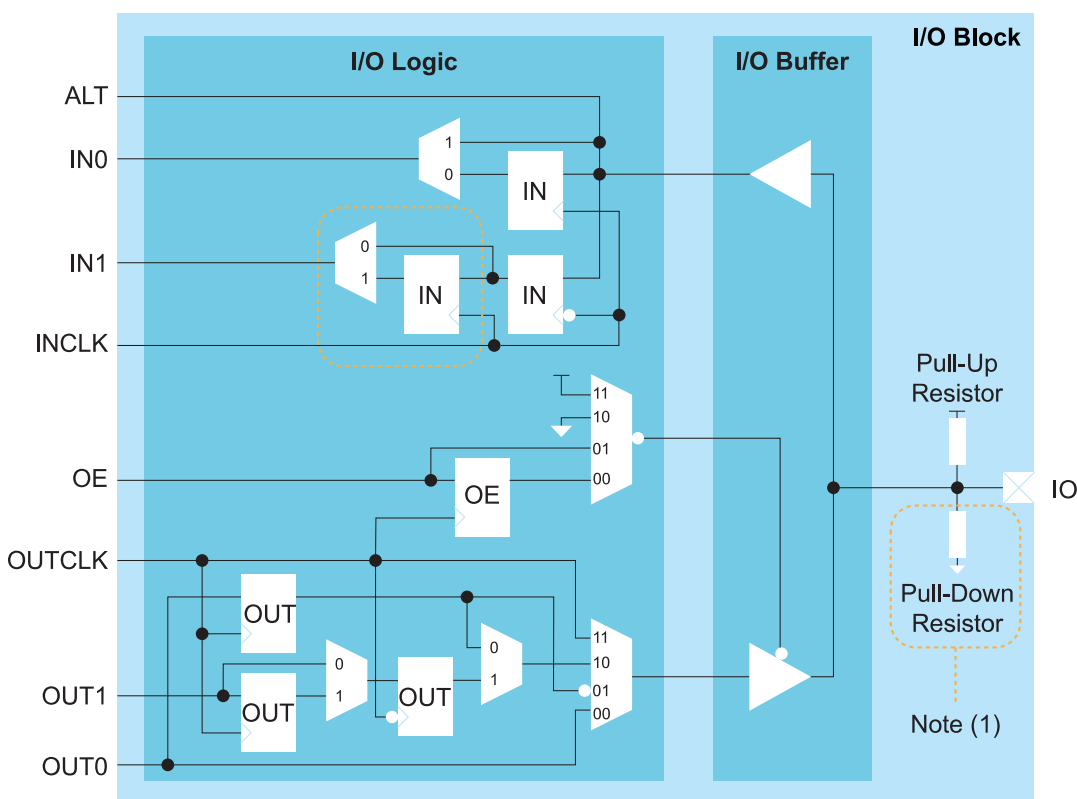 I/O Block
I/O Logic
I/O Buffer
ALT
IN0
1
0
IN
IN1
0
1
IN
IN
INCLK
Pull-Up
Resistor
11
10
01
00
OE
OE
IO
OUTCLK
OUT
Pull-Down
Resistor
0
1
OUT
0
1
11
10
01
00
OUT1
OUT
Note (1)
OUT0